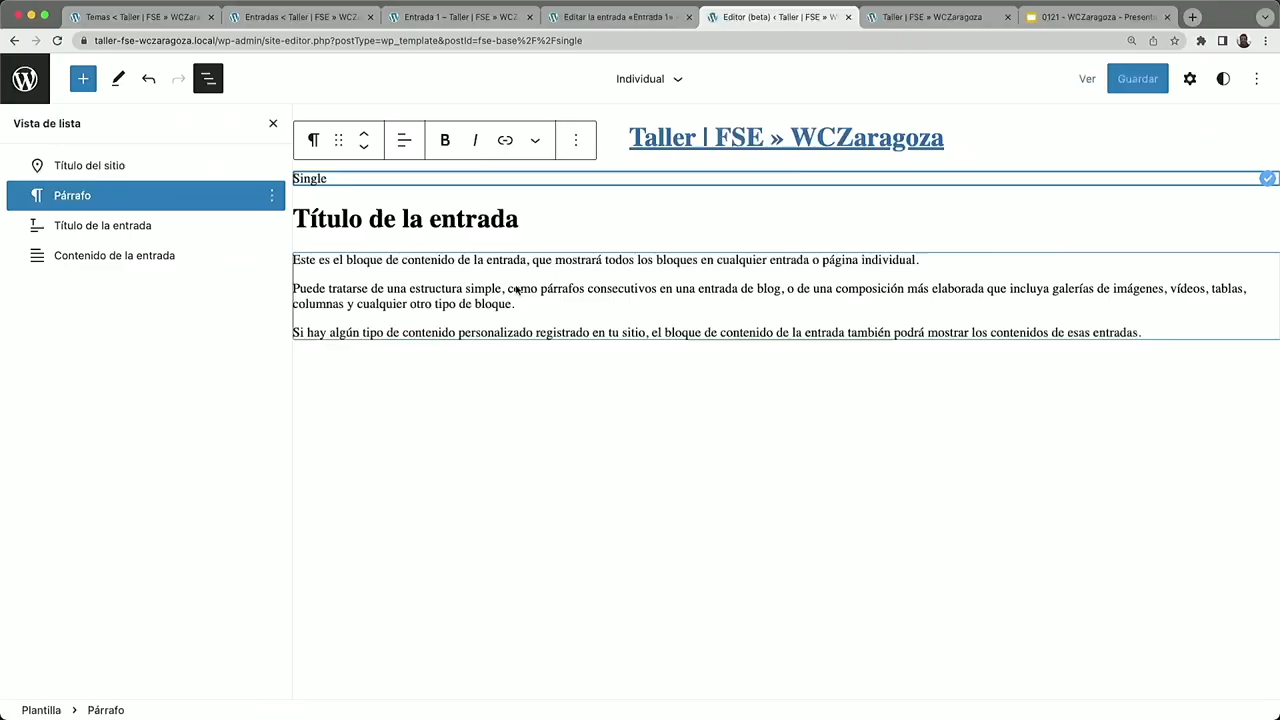 Temas < Taller | FSE » WCZara
Entradas < Taller | FSE » WCZ
Entrada 1 – Taller | FSE » WCZ
Editar la entrada «Entrada 1» ‹
Editor (beta) ‹ Taller | FSE » W
Taller | FSE » WCZaragoza
0121 - WCZaragoza - Present
taller-fse-wczaragoza.local/wp-admin/site-editor.php?postType=wp_template&postId=fse-base%2F%2Fsingle
Individual
Ver
Guardar
Vista de lista
Título del sitio
Párrafo
Título de la entrada
Contenido de la entrada
B I
Taller | FSE » WCZaragoza
Single
Título de la entrada
Este es el bloque de contenido de la entrada, que mostrará todos los bloques en cualquier entrada o página individual.
Puede tratarse de una estructura simple, como párrafos consecutivos en una entrada de blog, o de una composición más elaborada que incluya galerías de imágenes, vídeos, tablas,
columnas y cualquier otro tipo de bloque.
Si hay algún tipo de contenido personalizado registrado en tu sitio, el bloque de contenido de la entrada también podrá mostrar los contenidos de esas entradas.
Plantilla > Párrafo